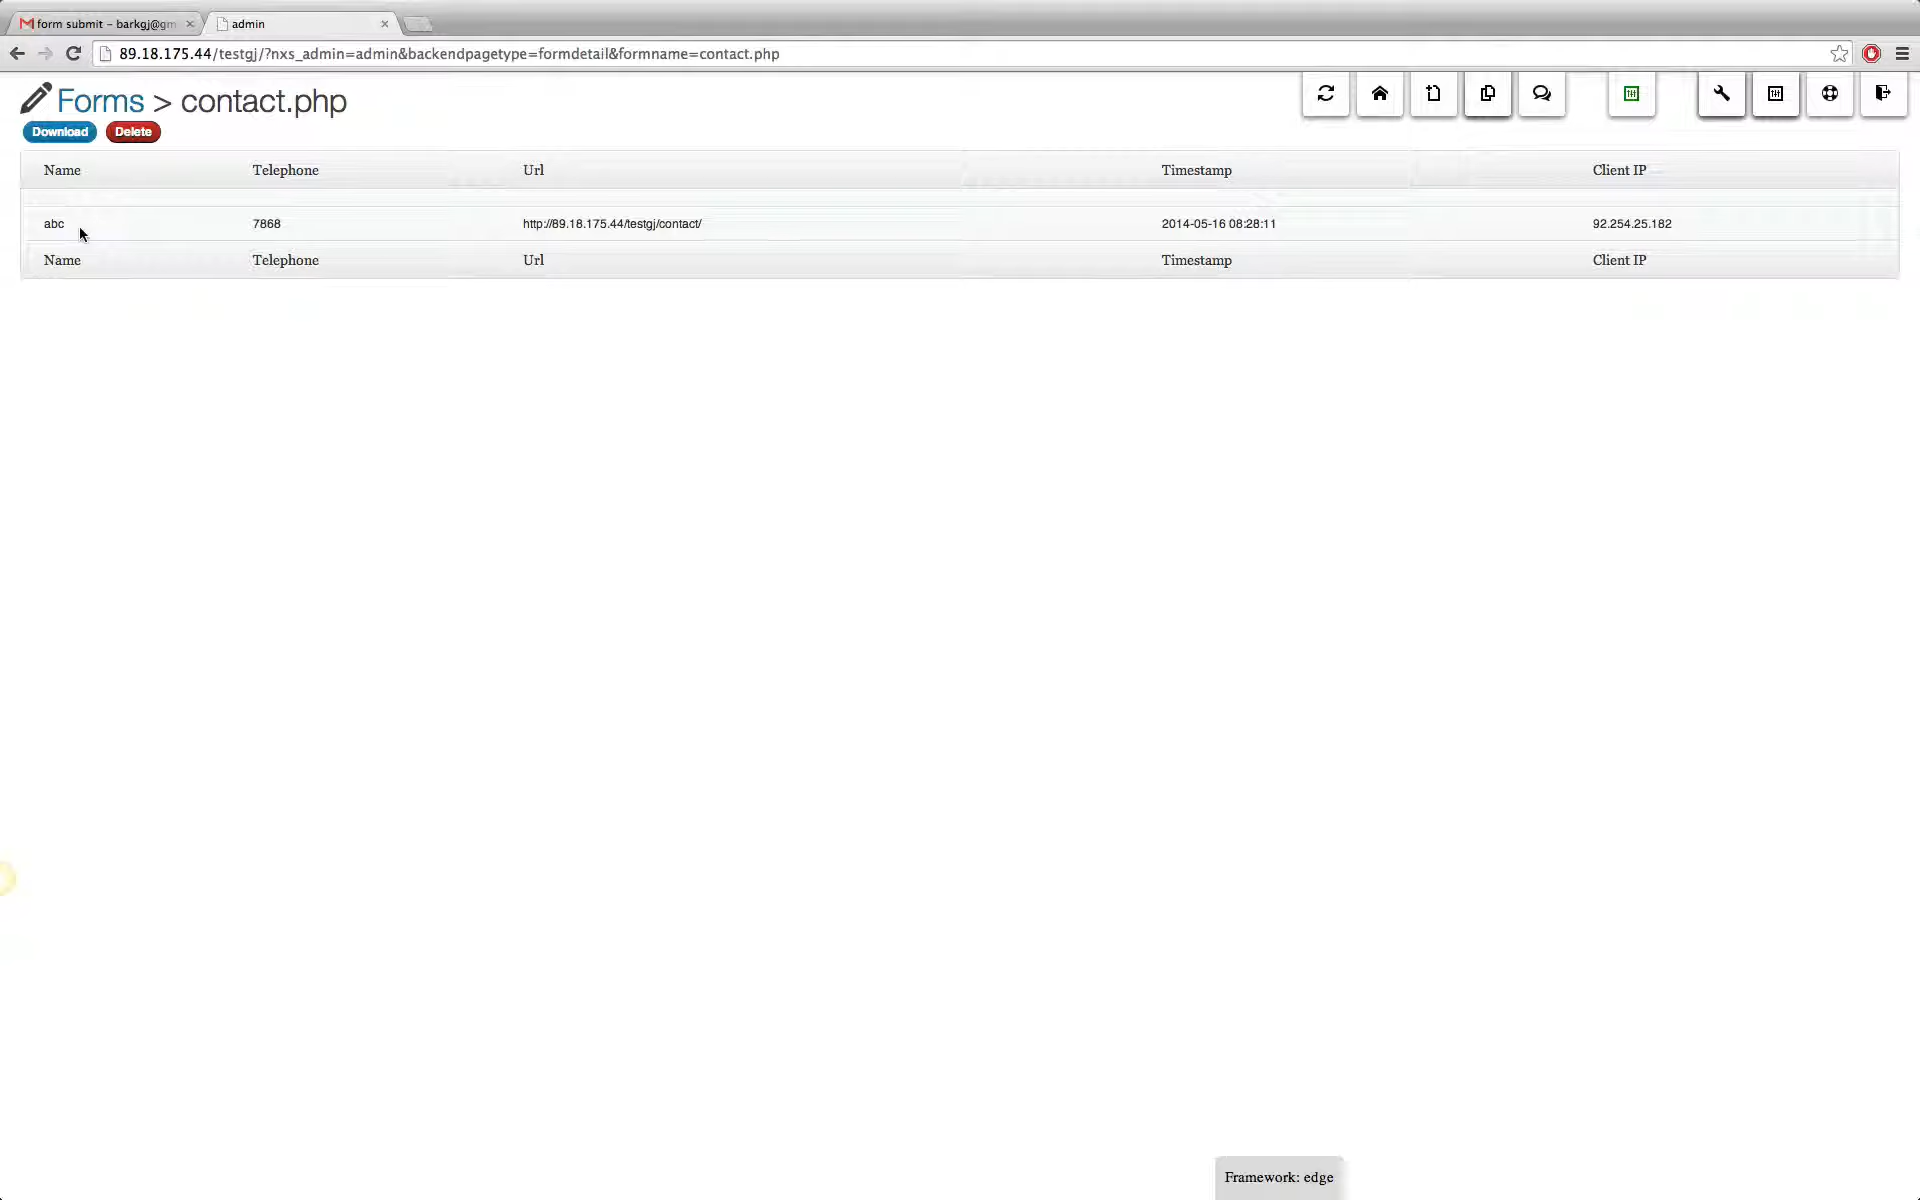 form submit – barkgj@gm
admin
89.18.175.44/testgj/?nxs_admin=admin&backendpagetype=formdetail&formname=contact.php
Forms > contact.php
Download Delete
Name Telephone Url Timestamp Client IP
abc 7868 http://89.18.175.44/testgj/contact/ 2014-05-16 08:28:11 92.254.25.182
Name Telephone Url Timestamp Client IP
Framework: edge